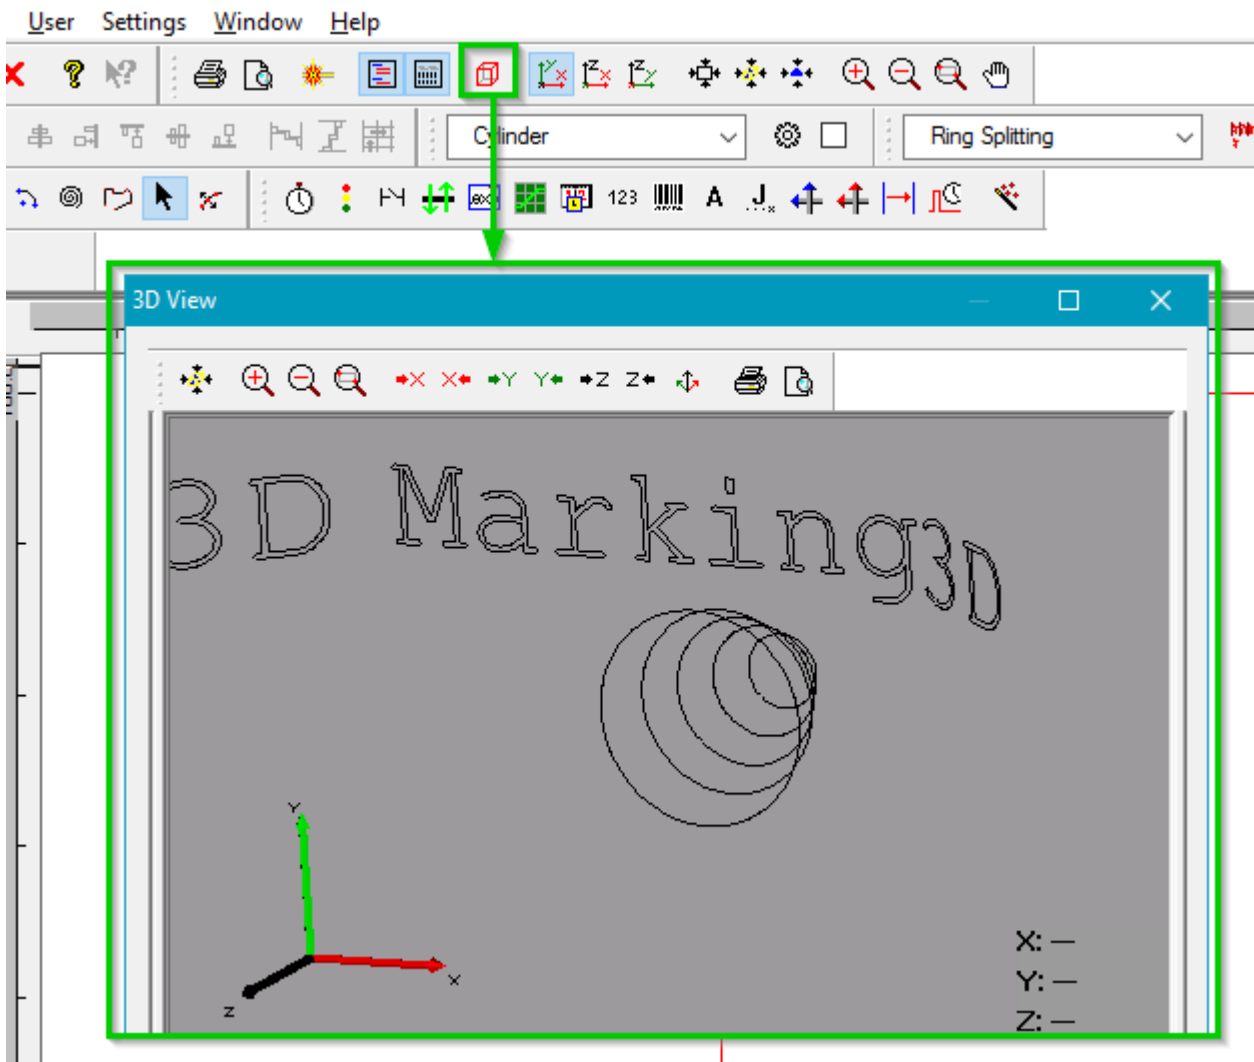 User Settings Window Help
Cylinder Ring Splitting
123 A J
3D View
X X Y Y Z Z
3D Marking3D
Y
X
Z
X: —
Y: —
Z: —